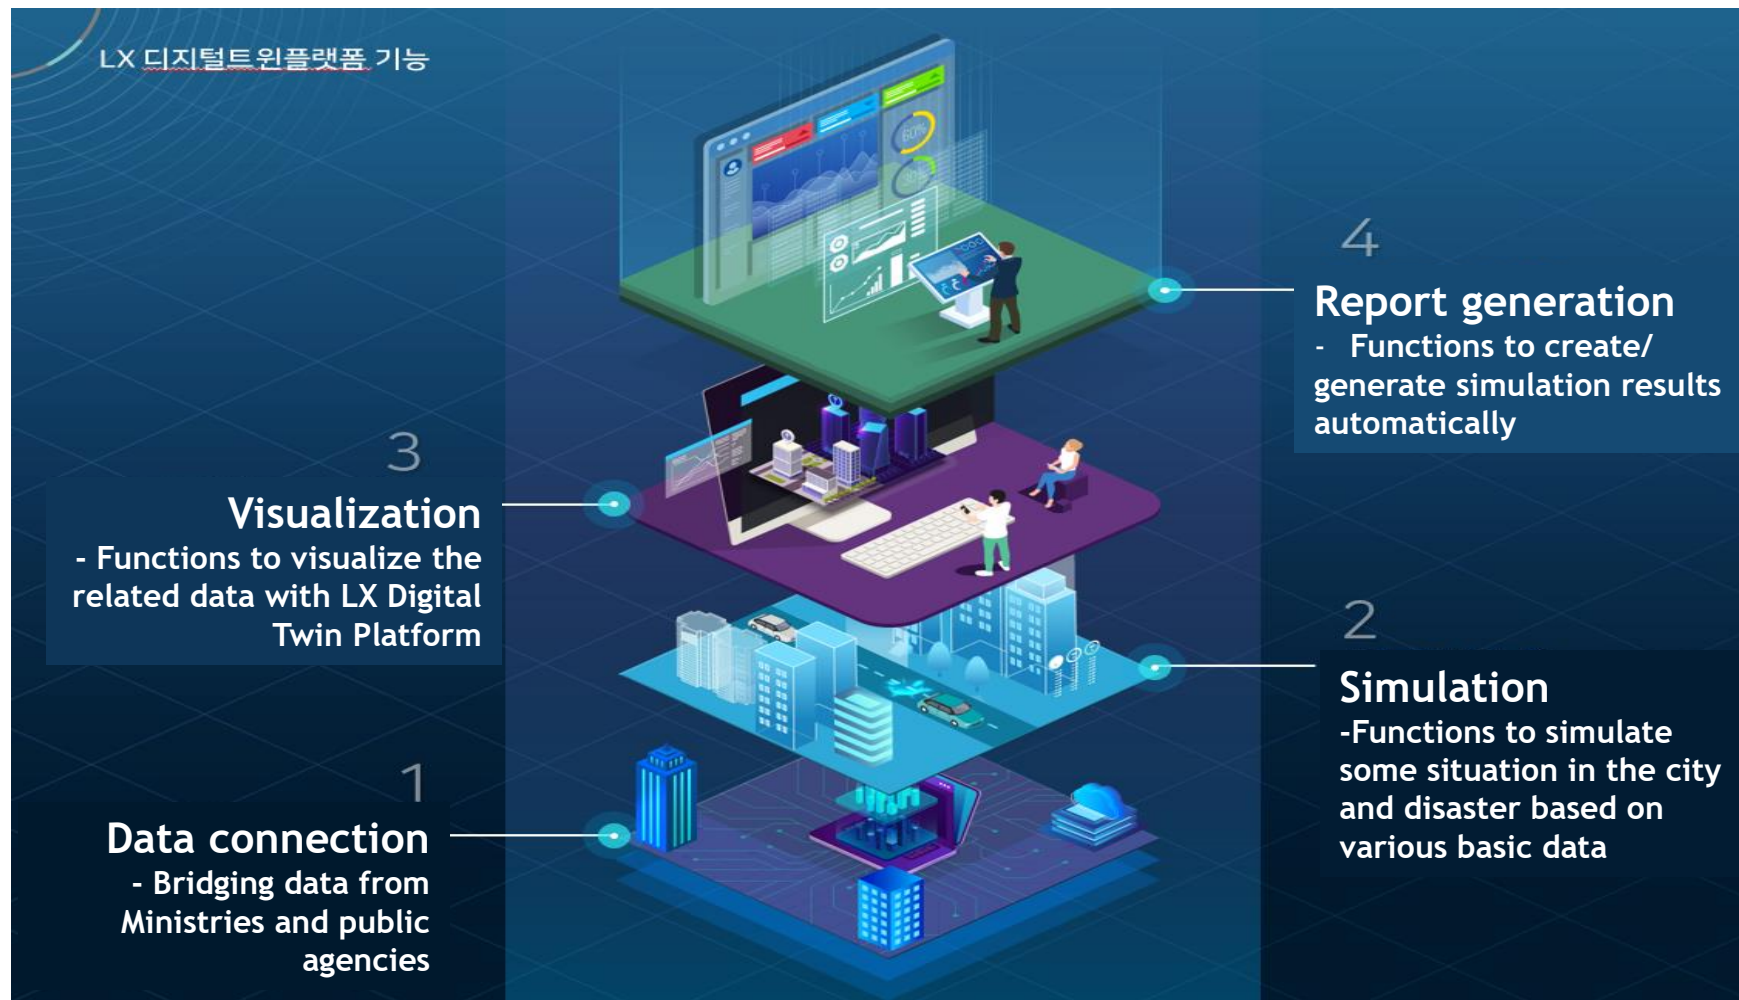 LX 디지털트윈플랫폼 기능
60%
4
Report generation
- Functions to create/
generate simulation results
automatically
3
Visualization
- Functions to visualize the
related data with LX Digital
Twin Platform
2
Simulation
-Functions to simulate
some situation in the city
and disaster based on
various basic data
1
Data connection
- Bridging data from
Ministries and public
agencies